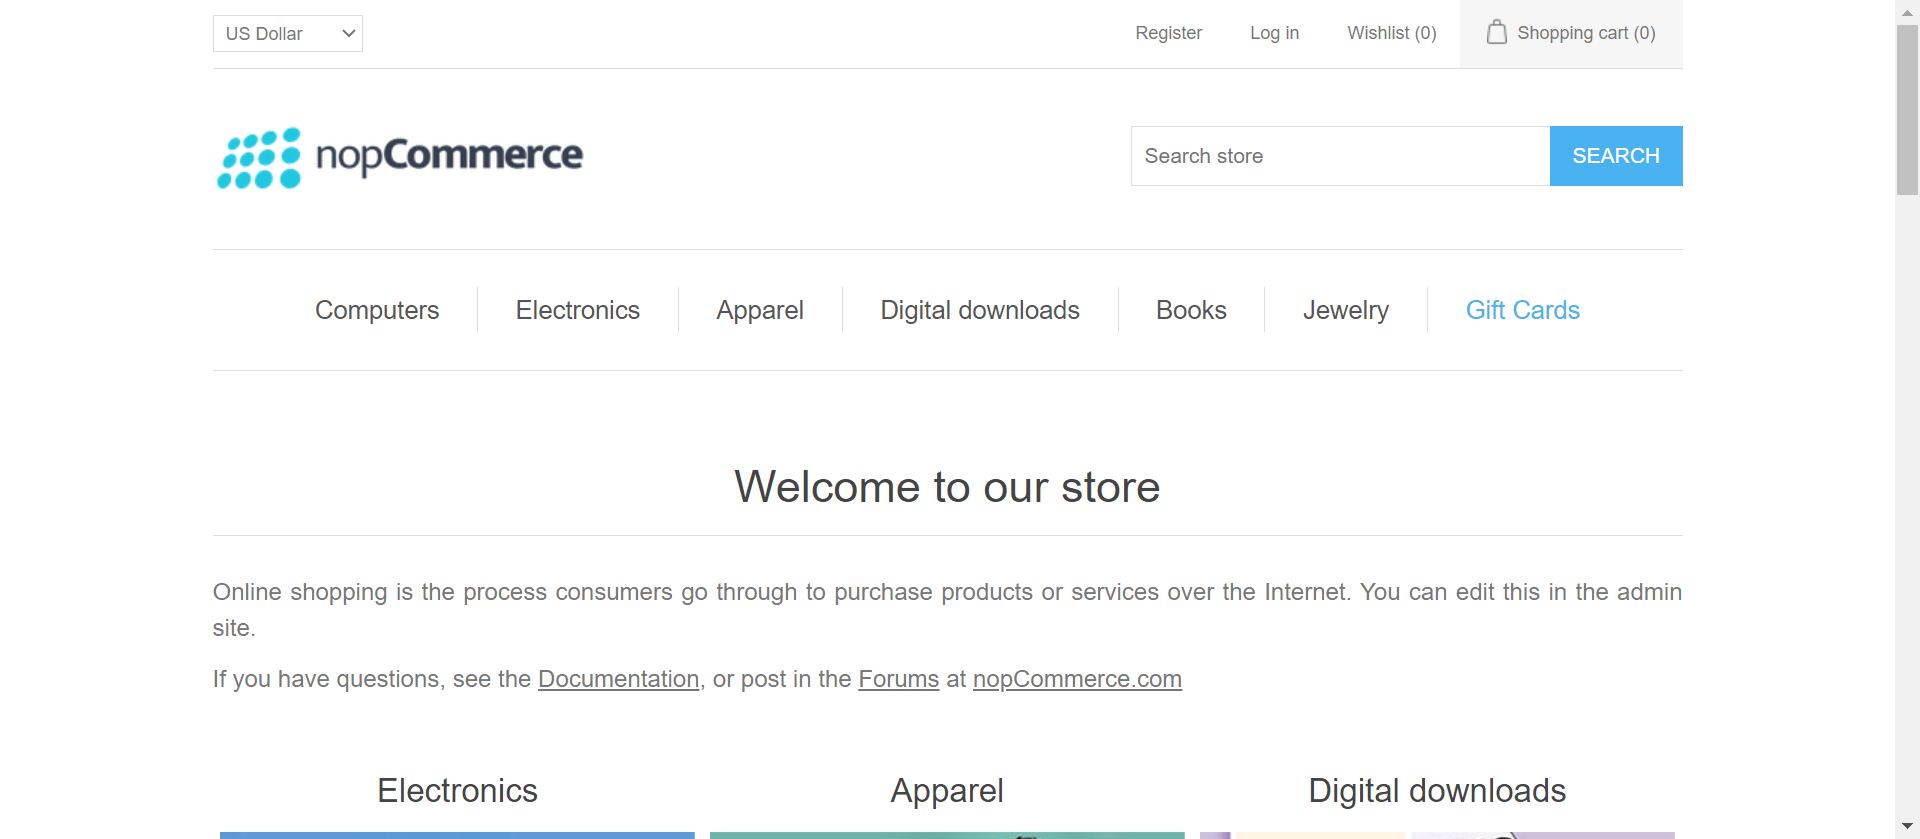 US Dollar
Register
Log in
Wishlist (0)
Shopping cart (0)
nopCommerce
Search store
SEARCH
Computers
Electronics
Apparel
Digital downloads
Books
Jewelry
Gift Cards
Welcome to our store
Online shopping is the process consumers go through to purchase products or services over the Internet. You can edit this in the admin
site.
If you have questions, see the Documentation, or post in the Forums at nopCommerce.com
Electronics
Apparel
Digital downloads